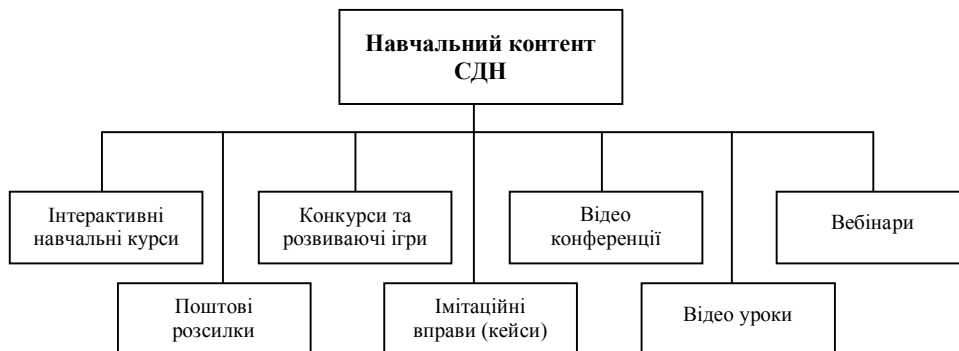 Навчальний контент
СДН
Інтерактивні
навчальні курси
Конкурси та
розвиваючі ігри
Відео
конференції
Вебінари
Поштові
розсилки
Імітаційні
вправи (кейси)
Відео уроки